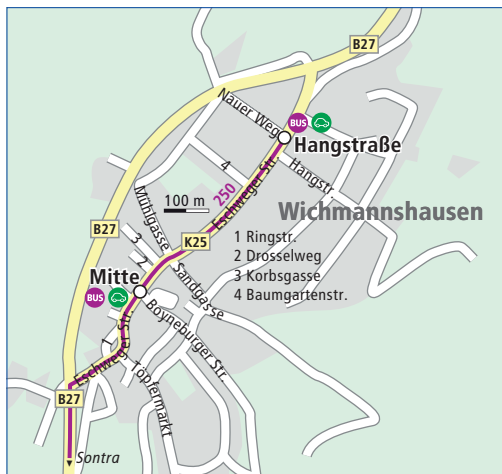 B27
Nauer Weg
BUS
Hangstraße
Hangstr.
4
250
Eschweger Str.
100 m
Wichmannshausen
Mühlgasse
B27
3
K25
1 Ringstr.
2 Drosselweg
3 Korbsgasse
4 Baumgartenstr.
2
Sandgasse
Mitte
BUS
Boyneburger Str.
Eschweger Str.
1
Töpfermarkt
B27
Sontra